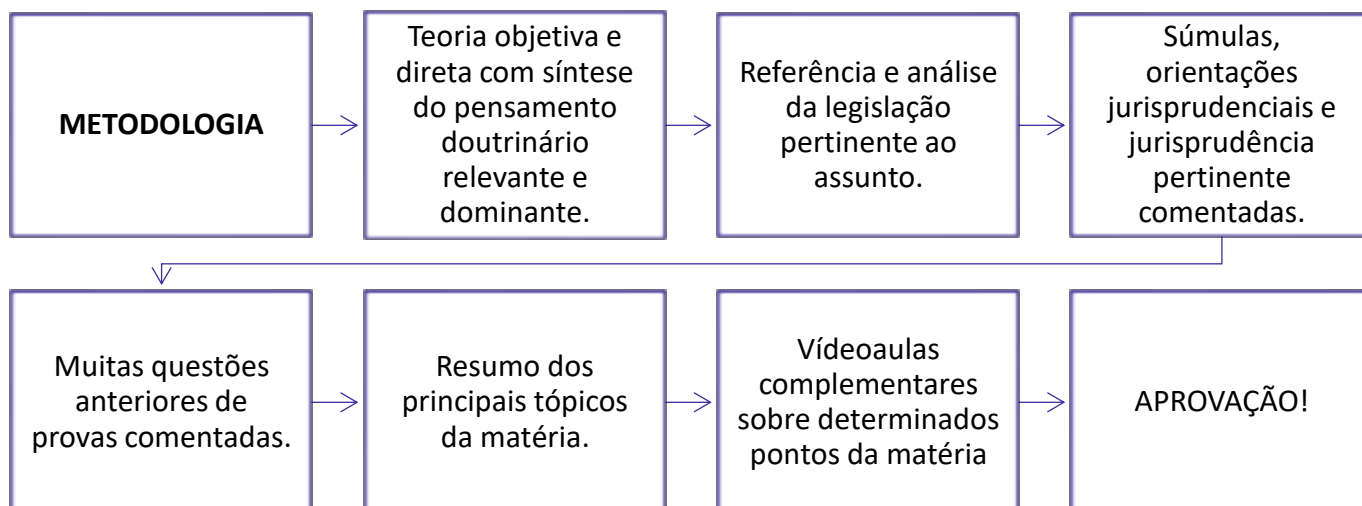 METODOLOGIA
Teoria objetiva e
direta com síntese
do pensamento
doutrinário
relevante e
dominante.
Referência e análise
da legislação
pertinente ao
assunto.
Súmulas,
orientações
jurisprudenciais e
jurisprudência
pertinente
comentadas.
Muitas questões
anteriores de
provas comentadas.
Resumo dos
principais tópicos
da matéria.
Vídeoaulas
complementares
sobre determinados
pontos da matéria
APROVAÇÃO!